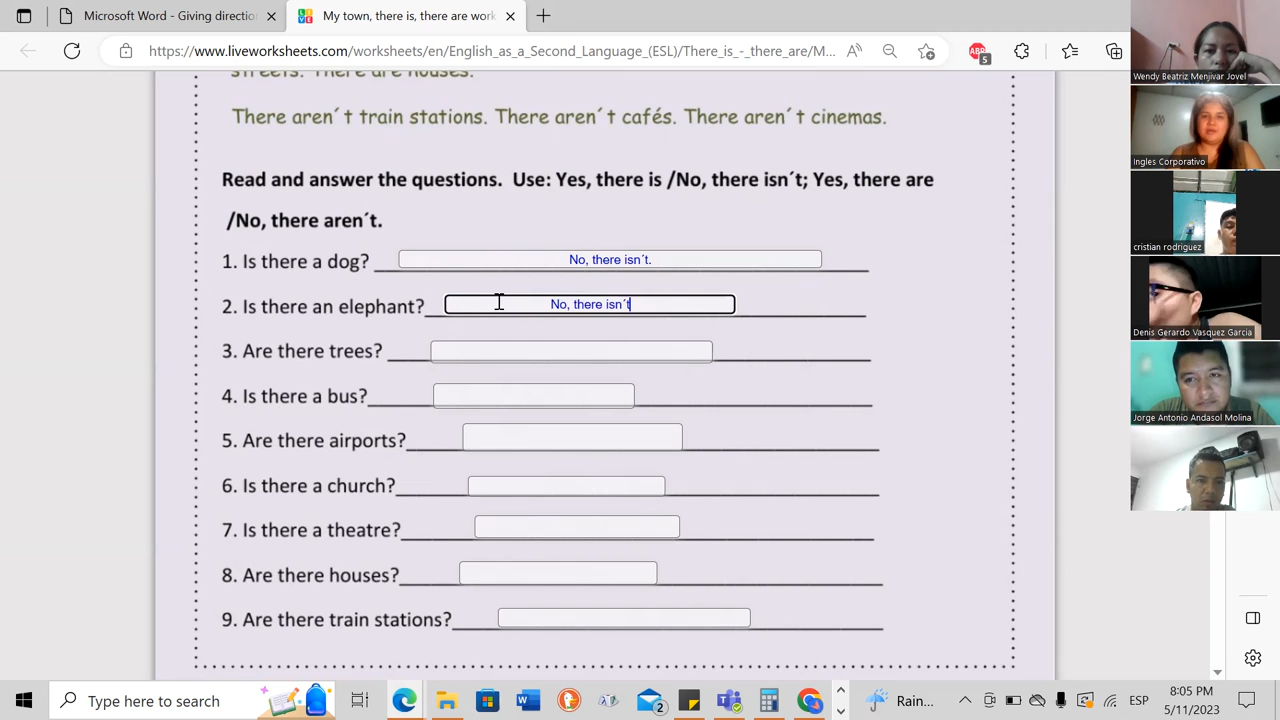 Microsoft Word - Giving directio
My town, there is, there are work
https://www.liveworksheets.com/worksheets/en/English_as_a_Second_Language_(ESL)/There_is_-_there_are/M...
5
streets. There are houses.
There aren´t train stations. There aren´t cafés. There aren´t cinemas.
Read and answer the questions. Use: Yes, there is /No, there isn´t; Yes, there are
/No, there aren´t.
1. Is there a dog? No, there isn´t.
2. Is there an elephant? No, there isn´t
3. Are there trees?
4. Is there a bus?
5. Are there airports?
6. Is there a church?
7. Is there a theatre?
8. Are there houses?
9. Are there train stations?
Wendy Beatriz Menjivar Jovel
Ingles Corporativo
cristian rodriguez
Denis Gerardo Vasquez Garcia
Jorge Antonio Andasol Molina
Type here to search
2
Rain...
ESP
8:05 PM
5/11/2023